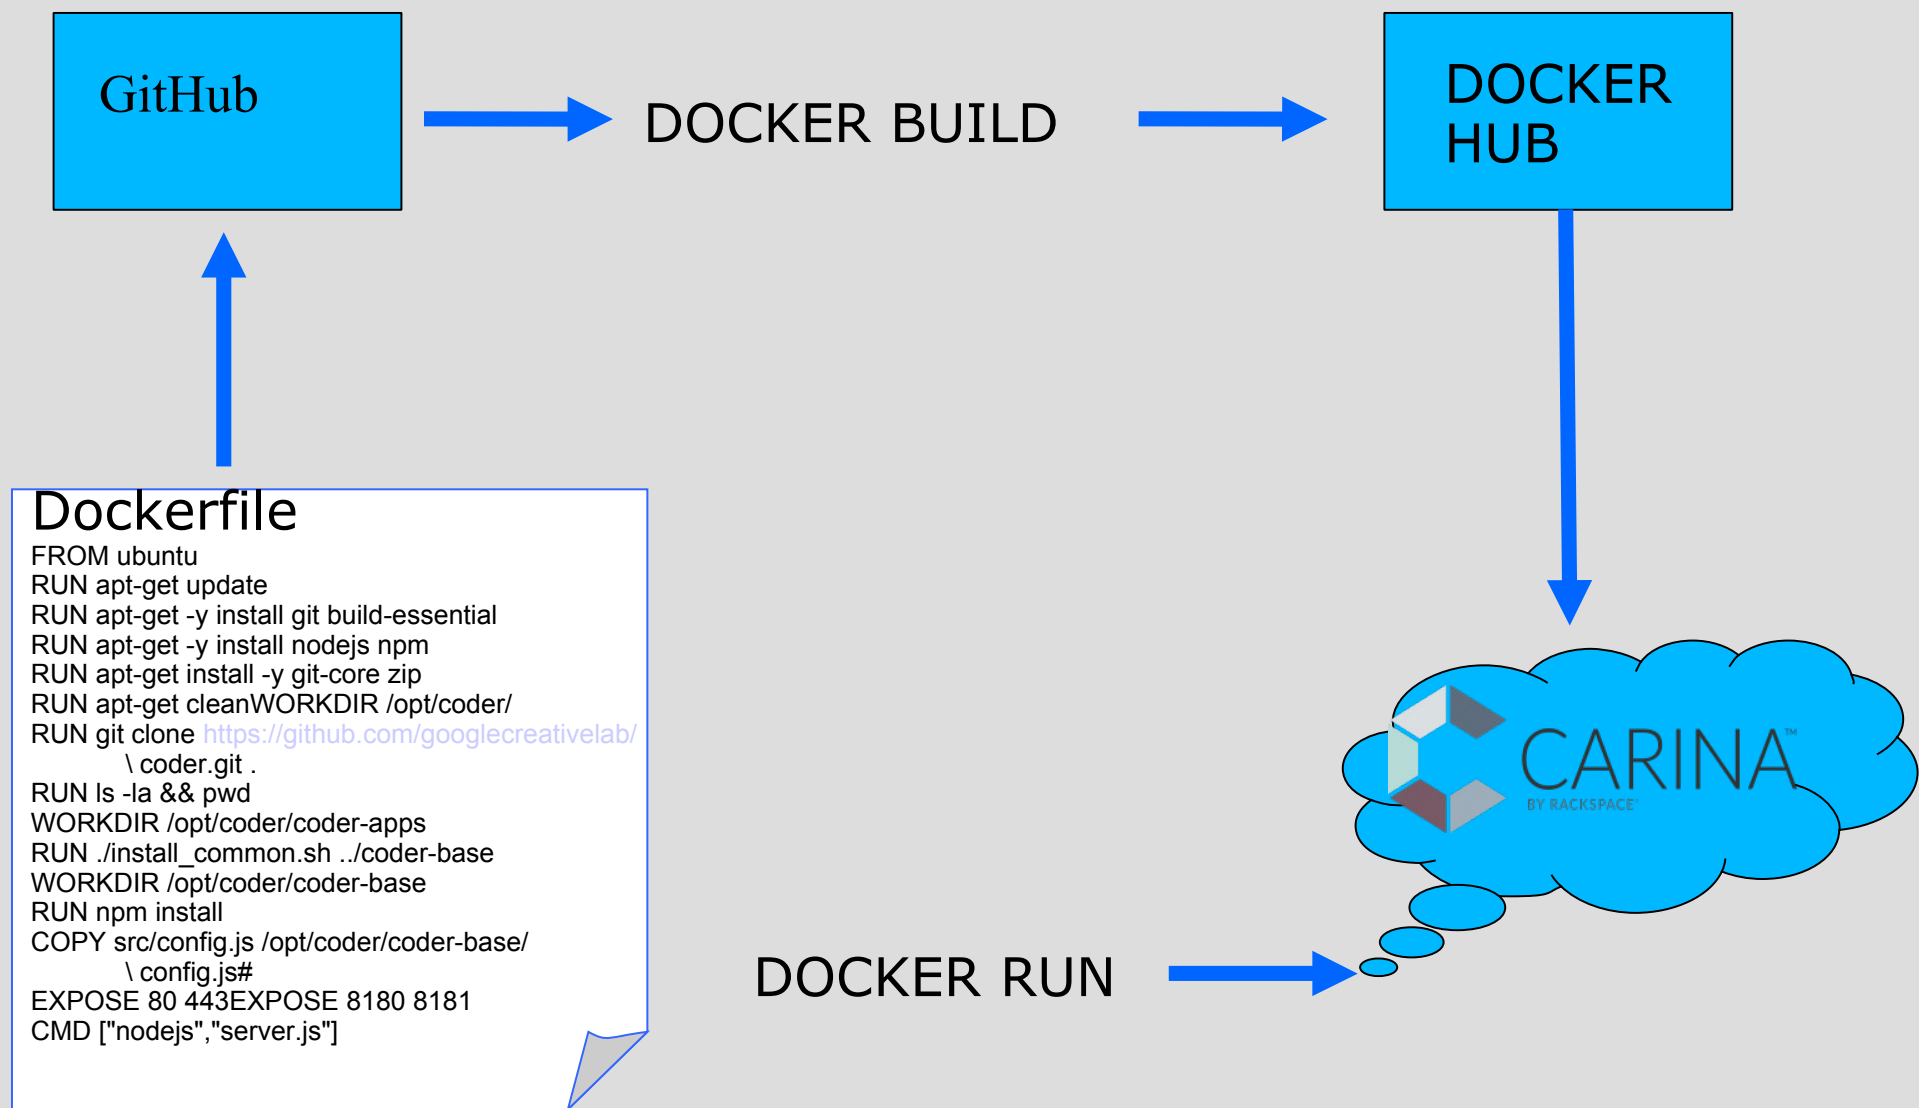 GitHub
DOCKER BUILD
DOCKER
HUB
Dockerfile
FROM ubuntu
RUN apt-get update
RUN apt-get -y install git build-essential
RUN apt-get -y install nodejs npm
RUN apt-get install -y git-core zip
RUN apt-get cleanWORKDIR /opt/coder/
RUN git clone https://github.com/googlecreativelab/
\ coder.git .
RUN ls -la && pwd
WORKDIR /opt/coder/coder-apps
RUN ./install_common.sh ../coder-base
WORKDIR /opt/coder/coder-base
RUN npm install
COPY src/config.js /opt/coder/coder-base/
\ config.js#
EXPOSE 80 443EXPOSE 8180 8181
CMD ["nodejs","server.js"]
CARINA™
BY RACKSPACE®
DOCKER RUN